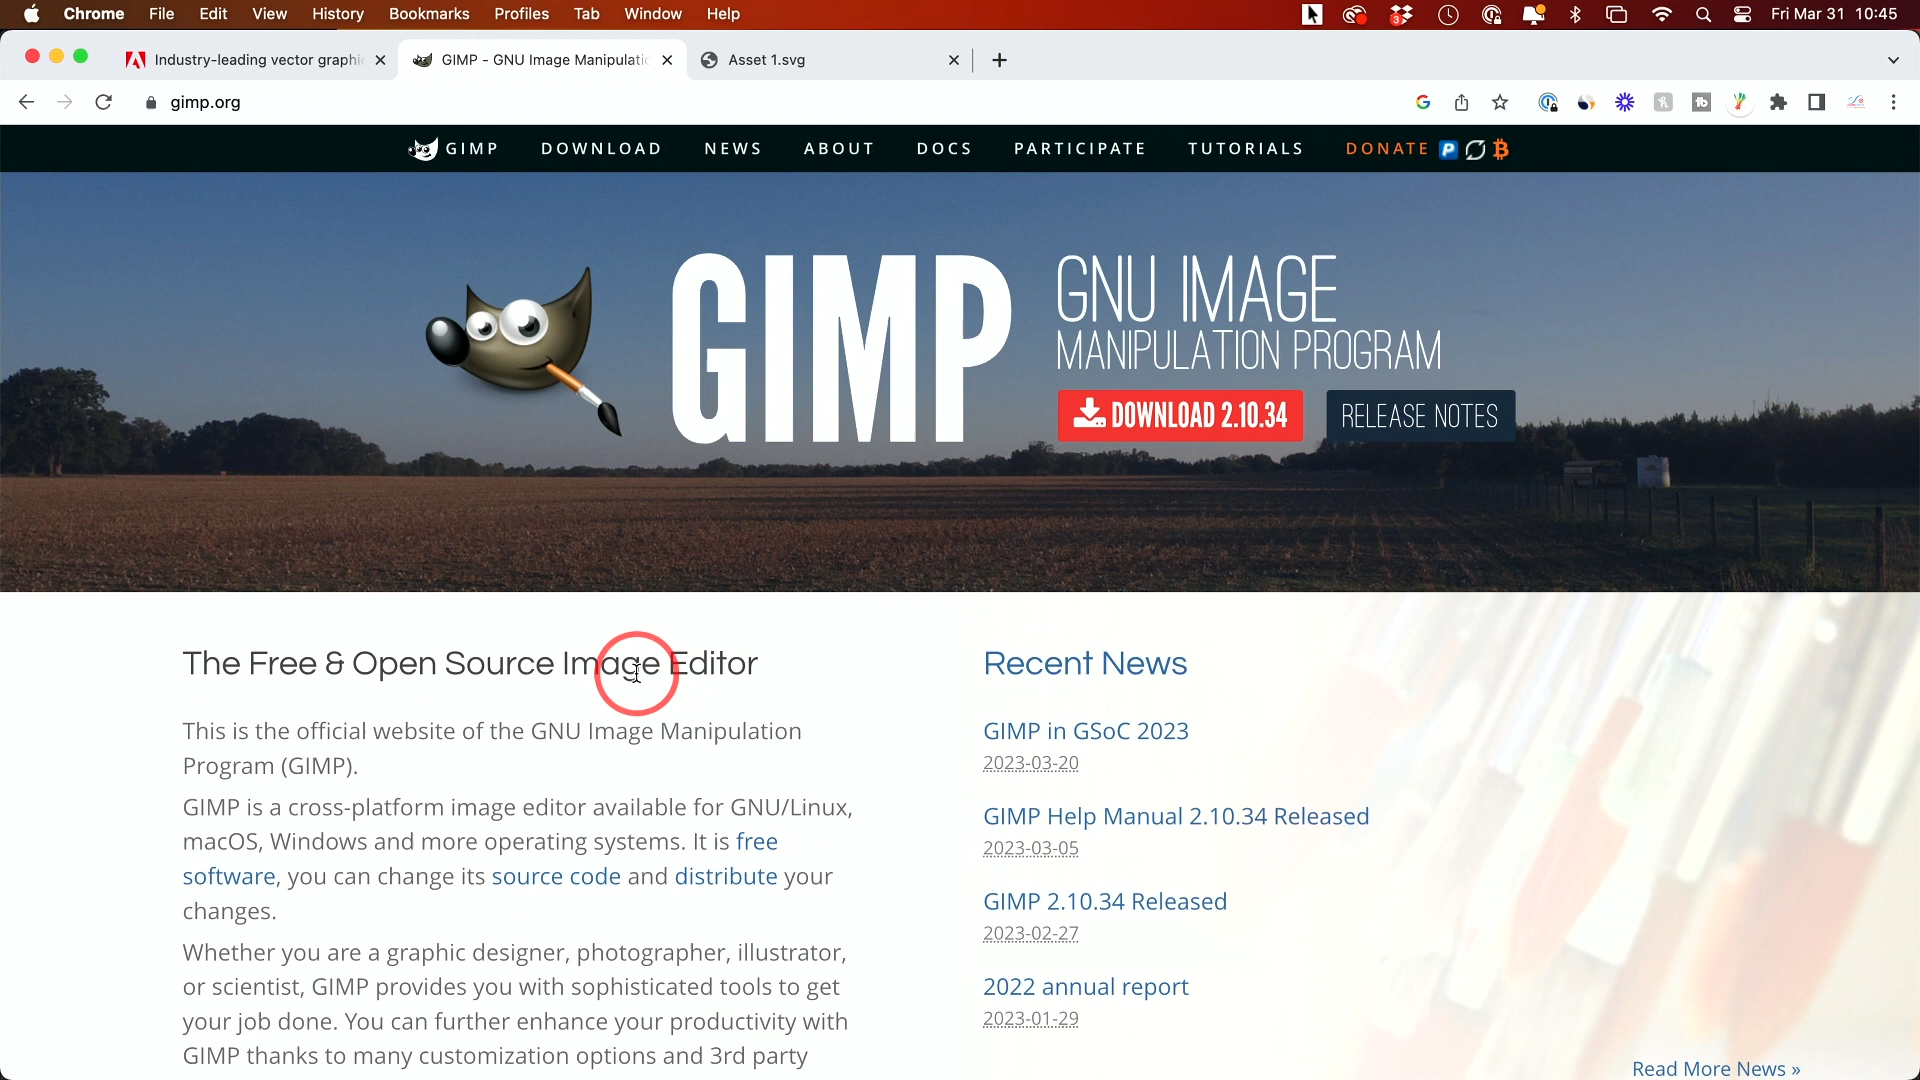 Chrome File Edit View History Bookmarks Profiles Tab Window Help 3 Fri Mar 31 10:45
Industry-leading vector graphic GIMP - GNU Image Manipulatio Asset 1.svg
gimp.org
GIMP DOWNLOAD NEWS ABOUT DOCS PARTICIPATE TUTORIALS DONATE
GIMP
GNU IMAGE
MANIPULATION PROGRAM
DOWNLOAD 2.10.34 RELEASE NOTES
The Free & Open Source Image Editor
This is the official website of the GNU Image Manipulation
Program (GIMP).
GIMP is a cross-platform image editor available for GNU/Linux,
macOS, Windows and more operating systems. It is free
software, you can change its source code and distribute your
changes.
Whether you are a graphic designer, photographer, illustrator,
or scientist, GIMP provides you with sophisticated tools to get
your job done. You can further enhance your productivity with
GIMP thanks to many customization options and 3rd party
Recent News
GIMP in GSoC 2023
2023-03-20
GIMP Help Manual 2.10.34 Released
2023-03-05
GIMP 2.10.34 Released
2023-02-27
2022 annual report
2023-01-29
Read More News »